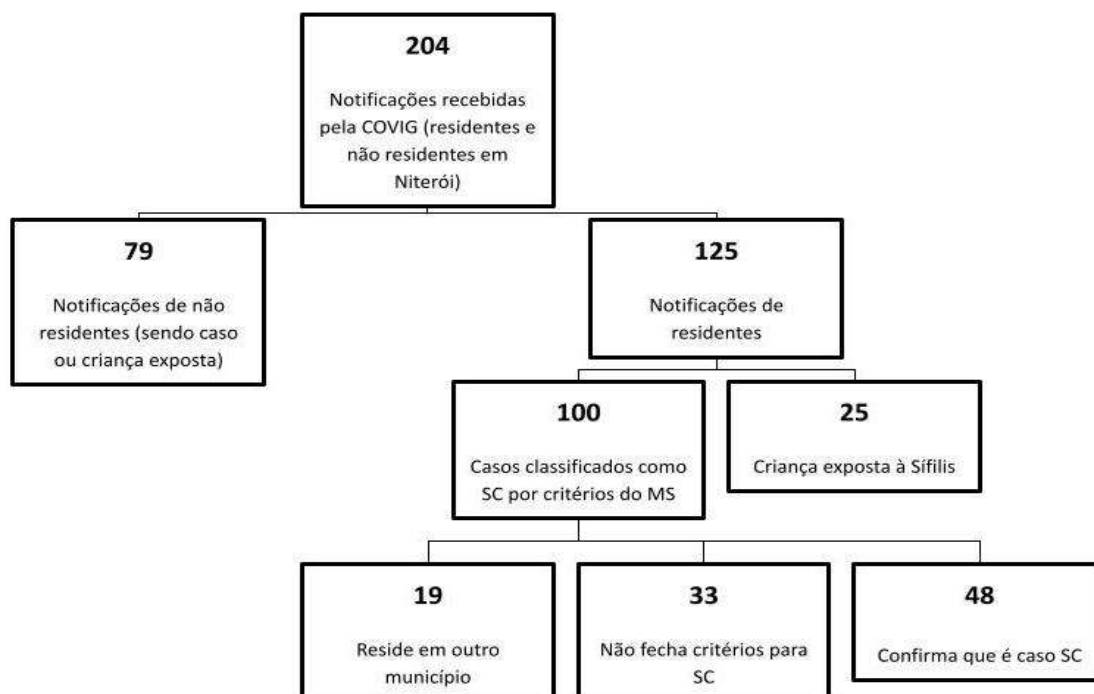 204
Notificações recebidas
pela COVIG (residentes e
não residentes em
Niterói)
79
Notificações de não
residentes (sendo caso
ou criança exposta)
125
Notificações de
residentes
100
Casos classificados como
SC por critérios do MS
25
Criança exposta à Sífilis
19
Reside em outro
município
33
Não fecha critérios para
SC
48
Confirma que é caso SC